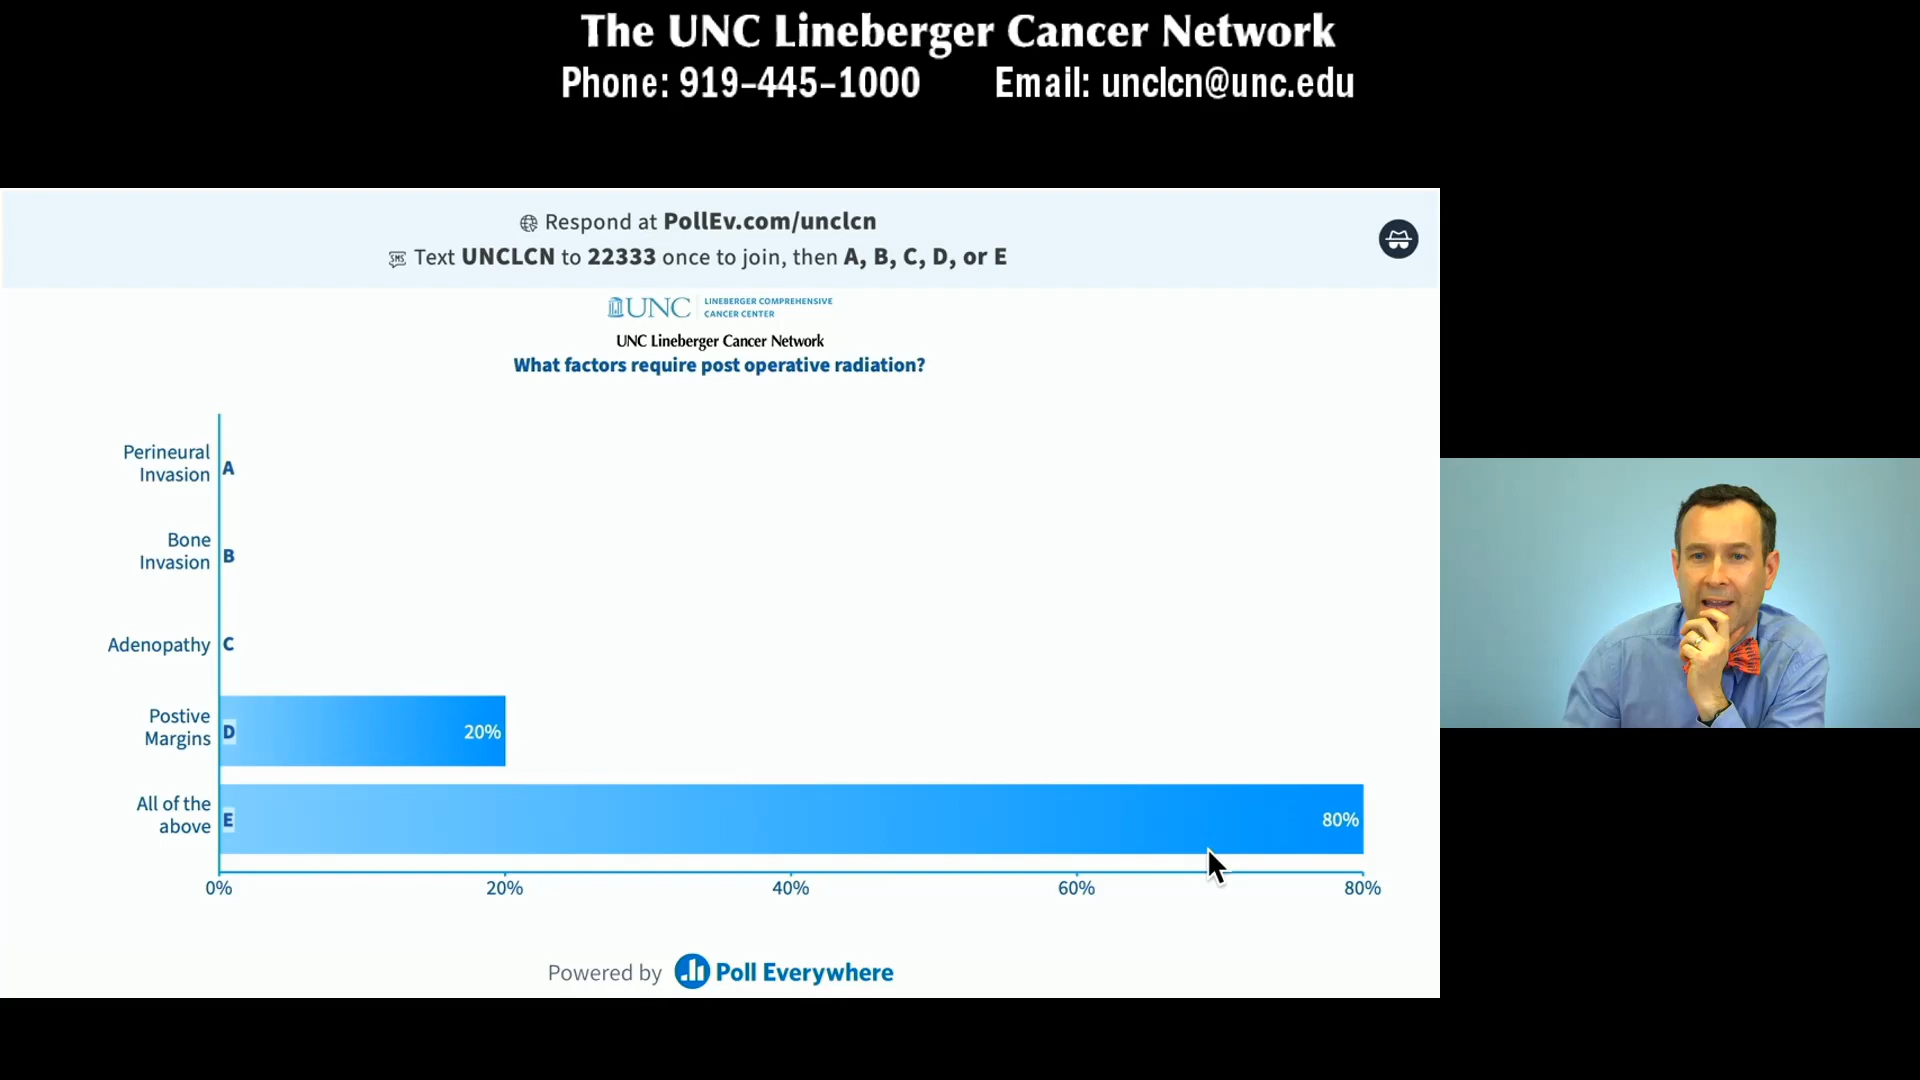 The UNC Lineberger Cancer Network
Phone: 919-445-1000 Email: unclcn@unc.edu
Respond at PollEv.com/unclcn
SMS Text UNCLCN to 22333 once to join, then A, B, C, D, or E
UNC LINEBERGER COMPREHENSIVE
CANCER CENTER
UNC Lineberger Cancer Network
What factors require post operative radiation?
Perineural
Invasion A
Bone
Invasion B
Adenopathy C
Postive
Margins D 20%
All of the
above E 80%
0% 20% 40% 60% 80%
Powered by Poll Everywhere